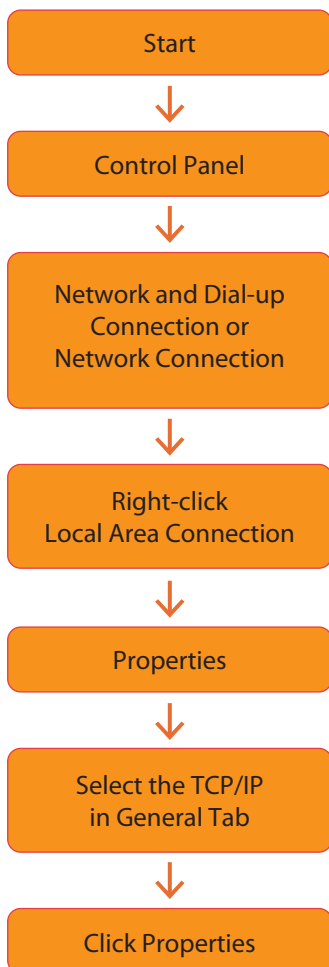 Start
Control Panel
Network and Dial-up
Connection or
Network Connection
Right-click
Local Area Connection
Properties
Select the TCP/IP
in General Tab
Click Properties